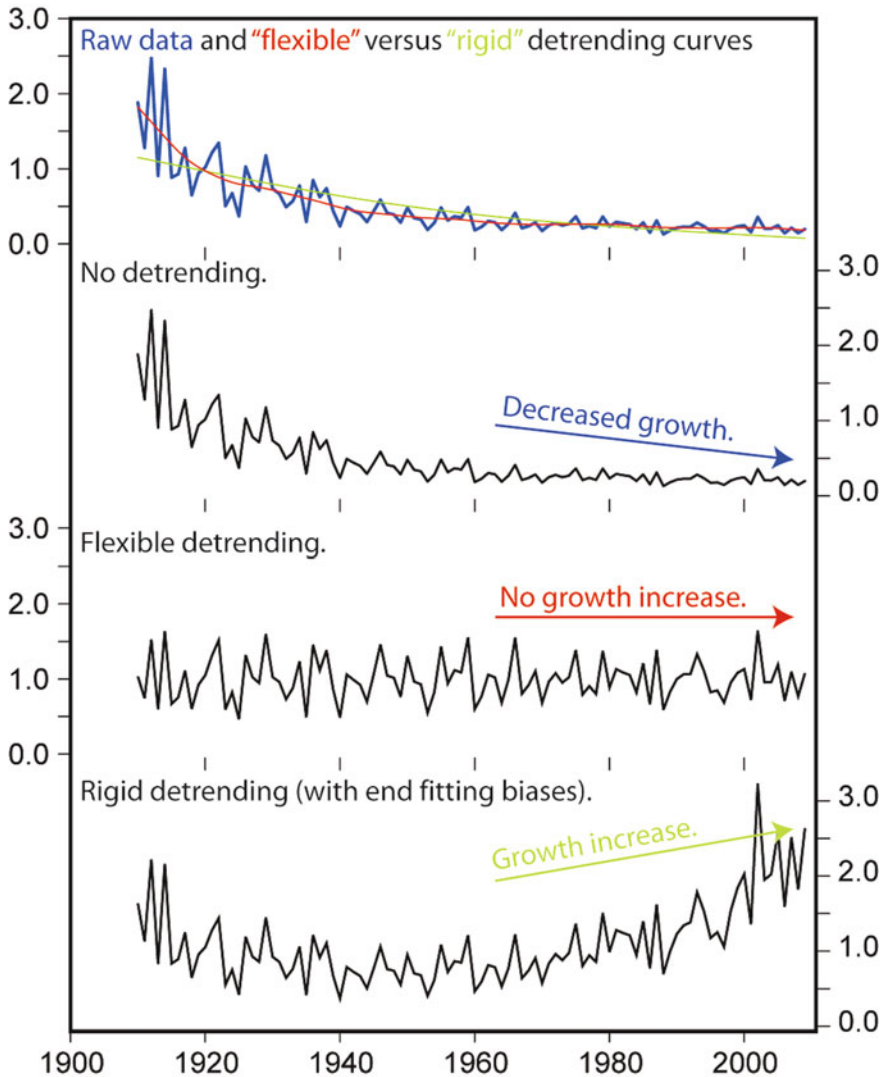 3.0
Raw data and "flexible" versus "rigid" detrending curves
2.0
1.0
0.0
No detrending.
3.0
2.0
Decreased growth.
1.0
0.0
3.0
Flexible detrending.
2.0
No growth increase.
1.0
0.0
Rigid detrending (with end fitting biases).
3.0
Growth increase.
2.0
1.0
0.0
1900 1920 1940 1960 1980 2000